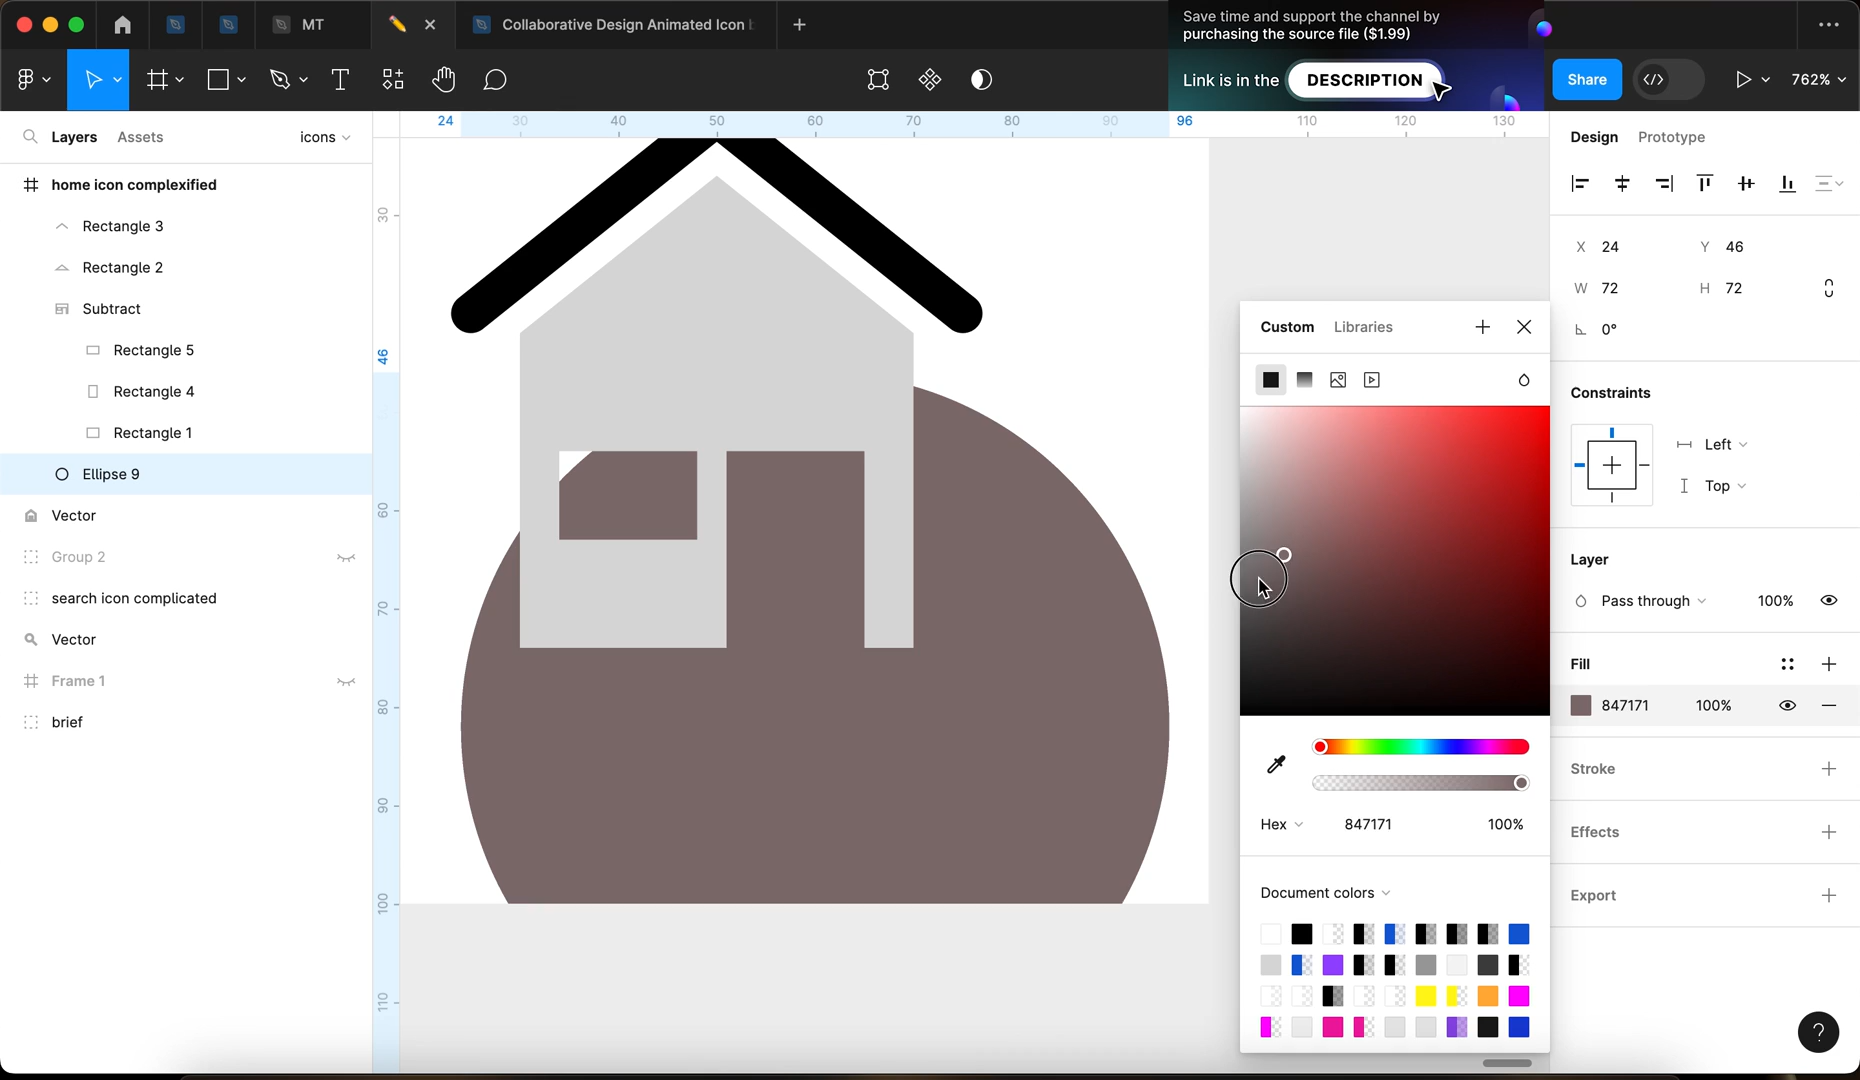 MT
Collaborative Design Animated Icon
Save time and support the channel by
purchasing the source file ($1.99)
Link is in the DESCRIPTION
Share
762%
Layers
Assets
icons
24
30
40
50
60
70
80
90
96
110
120
130
Design
Prototype
home icon complexified
Rectangle 3
Rectangle 2
Subtract
Rectangle 5
Rectangle 4
Rectangle 1
Ellipse 9
Vector
Group 2
search icon complicated
Vector
Frame 1
brief
30
46
60
70
80
90
100
110
Custom
Libraries
Hex
847171
100%
Document colors
X 24
Y 46
W 72
H 72
0°
Constraints
Left
Top
Layer
Pass through
100%
Fill
847171
100%
Stroke
Effects
Export
?